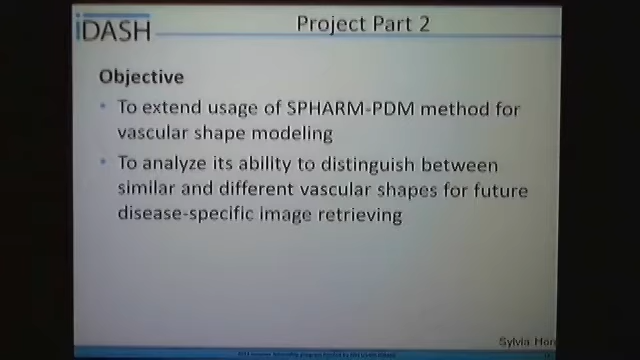 iDASH
Project Part 2
Objective
• To extend usage of SPHARM-PDM method for
vascular shape modeling
• To analyze its ability to distinguish between
similar and different vascular shapes for future
disease-specific image retrieving
Sylvia Hon